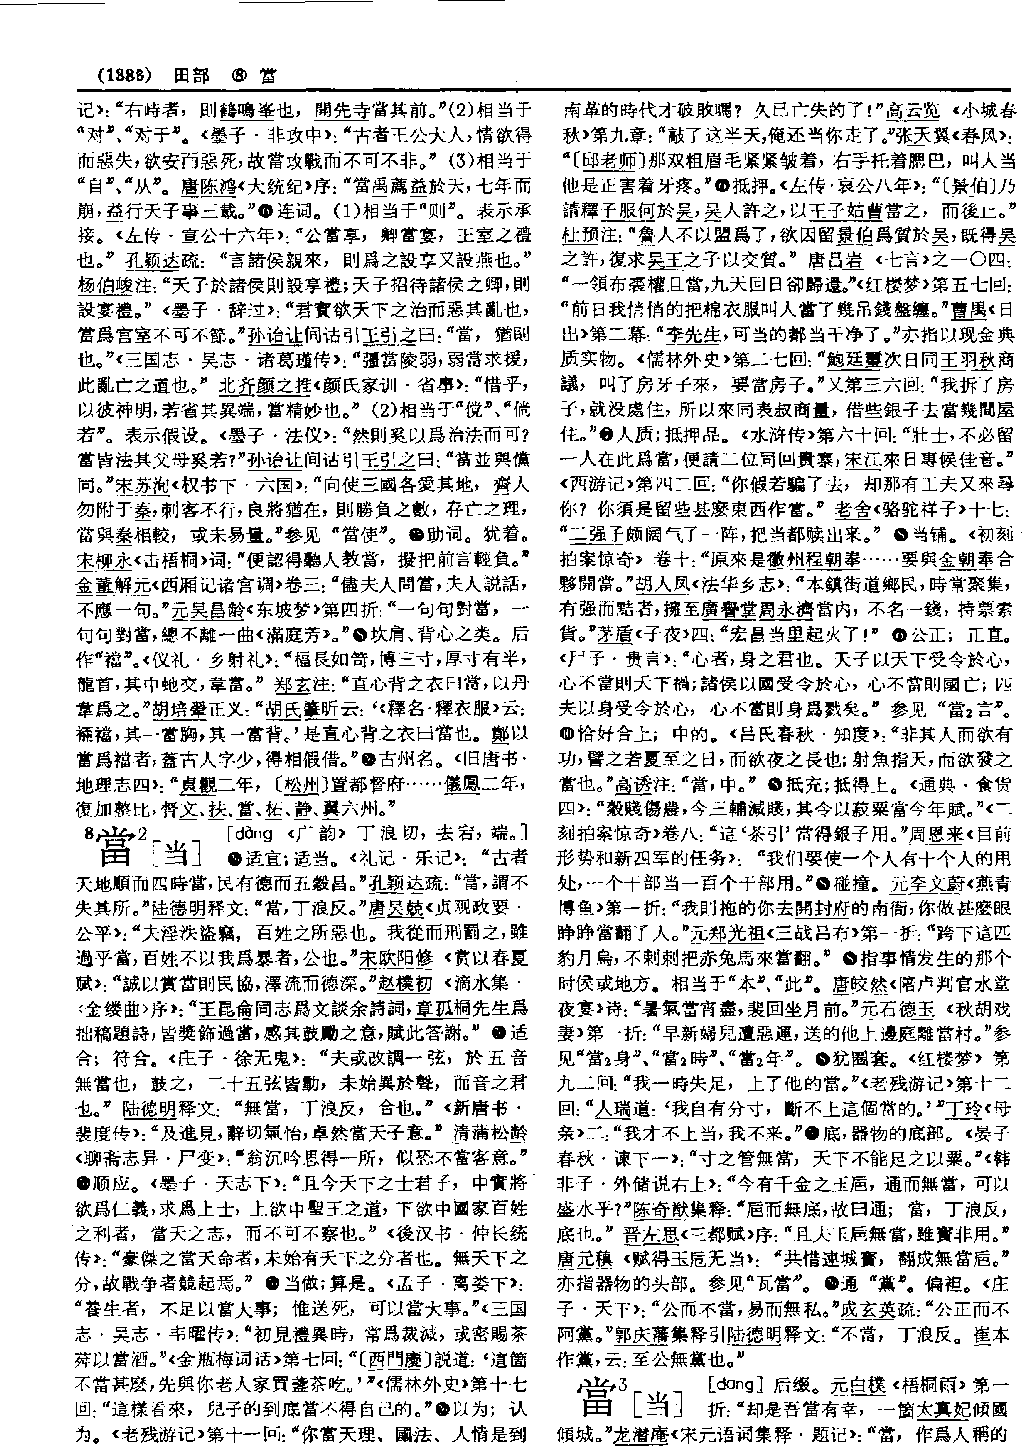 (1386) 田部 ⑧ 當
记》：“右峙者，則鶴鳴峯也，開先寺當其前。”(2)相当于
“对”、“对于”。《墨子·非攻中》：“古者王公大人，情欲得
而惡失，欲安而惡死，故當攻戰而不可不非。”(3)相当于
“自”、“从”。唐陈鸿《大统纪》序：“當禹薦益於天，七年而
崩，益行天子事三載。”⓰连词。(1)相当于“则”。表示承
接。《左传·宣公十六年》：“公當享，卿當宴，王室之禮
也。”孔颖达疏：“言諸侯親來，則爲之設享又設燕也。”
杨伯峻注：“天子於諸侯則設享禮；天子招待諸侯之卿，則
設宴禮。”《墨子·辞过》：“君實欲天下之治而惡其亂也，
當爲宫室不可不節。”孙诒让间诂引王引之曰：“當，猶則
也。”《三国志·吴志·诸葛瑾传》：“彊當陵弱，弱當求援，
此亂亡之道也。”北齐颜之推《颜氏家训·省事》：“惜乎，
以彼神明，若省其異端，當精妙也。”(2)相当于“傥”、“倘
若”。表示假设。《墨子·法仪》：“然則奚以爲治法而可？
當皆法其父母奚若？”孙诒让间诂引王引之曰：“當並與儻
同。”宋苏洵《权书下·六国》：“向使三國各愛其地，齊人
勿附于秦，刺客不行，良將猶在，則勝負之數，存亡之理，
當與秦相較，或未易量。”参见“當使”。助词。犹着。
宋柳永《击梧桐》词：“便認得聽人教當，擬把前言輕負。”
金董解元《西厢记诸宫调》卷三：“儘夫人問當，夫人說話，
不應一句。”元吴昌龄《东坡梦》第四折：“一句句對當，一
句句對當，總不離一曲《滿庭芳》。”坎肩、背心之类。后
作“襠”。《仪礼·乡射礼》：“楅長如笴，博三寸，厚寸有半，
龍首，其中蛇交，韋當。”郑玄注：“直心背之衣曰當，以丹
韋爲之。”胡培翬正义：“胡氏肇昕云：‘《釋名·釋衣服》云：
裲襠，其一當胸，其一當背。’是直心背之衣曰當也。鄭以
當爲襠者，蓋古人字少，得相假借。”古州名。《旧唐书·
地理志四》：“貞觀二年，〔松州〕置都督府……儀鳳二年，
復加整比，督文、扶、當、柘、静、翼六州。”
8當2［当］ [dàng《广韵》丁浪切，去宕，端。]
❶适宜；适当。《礼记·乐记》：“古者
天地順而四時當，民有德而五穀昌。”孔颖达疏：“當，謂不
失其所。”陆德明释文：“當，丁浪反。”唐吴兢《贞观政要·
公平》：“夫淫泆盜竊，百姓之所惡也。我從而刑罰之，雖
過乎當，百姓不以我爲暴者，公也。”宋欧阳修《赏以春夏
赋》：“誠以賞當則民協，澤流而德深。”赵樸初《滴水集·
〈金缕曲〉序》：“王昆侖同志爲文談余詩詞，章孤桐先生爲
拙稿題詩，皆獎飾過當，感其鼓勵之意，賦此答謝。”❷适
合；符合。《庄子·徐无鬼》：“夫或改調一弦，於五音
無當也，鼓之，二十五弦皆動，未始異於聲，而音之君
也。”陆德明释文：“無當，丁浪反，合也。”《新唐书·
裴度传》：“及進見，辭切氣怡，卓然當天子意。”清蒲松龄
《聊斋志异·尸变》：“翁沉吟思得一所，似恐不當客意。”
❸顺应。《墨子·天志下》：“且今天下之士君子，中實將
欲爲仁義，求爲上士，上欲中聖王之道，下欲中國家百姓
之利者，當天之志，而不可不察也。”《後汉书·仲长统
传》：“豪傑之當天命者，未始有天下之分者也。無天下之
分，故戰争者競起焉。”❹当做；算是。《孟子·离娄下》：
“養生者，不足以當大事；惟送死，可以當大事。”《三国
志·吴志·韦曜传》：“初見禮異時，常爲裁減，或密賜茶
荈以當酒。”《金瓶梅词话》第七回：“〔西門慶〕說道：‘這箇
不當甚麽，先與你老人家買盞茶吃。’”《儒林外史》第十七
回：“這樣看來，兒子的到底當不得自己的。”❺以为；认
为。《老残游记》第十一回：“你當天理、國法、人情是到
南革的時代才破敗嗎？久已亡失的了！”高云览《小城春
秋》第九章：“敲了这半天，俺还当你走了。”张天翼《春风》：
“〔邱老师〕那双粗眉毛紧紧皱着，右手托着腮巴，叫人当
他是正害着牙疼。”❻抵押。《左传·哀公八年》：“〔景伯〕乃
請釋子服何於吴，吴人許之，以王子姑曹當之，而後止。”
杜预注：“魯人不以盟爲了，欲因留景伯爲質於吴，既得吴
之許，復求吴王之子以交質。”唐吕岩《七言》之一〇四：
“一領布裘權且當，九天回日卻歸還。”《红楼梦》第五七回：
“前日我悄悄的把棉衣服叫人當了幾吊錢盤纏。”曹禺《日
出》第二幕：“李先生，可当的都当干净了。”亦指以现金典
质实物。《儒林外史》第二七回：“鮑廷璽次日同王羽秋商
議，叫了房牙子來，要當房子。”又第三六回：“我拆了房
子，就没處住，所以來同表叔商量，借些銀子去當幾間屋
住。”❼人质；抵押品。《水浒传》第六十回：“壯士，不必留
一人在此爲當，便請二位同回貴寨，宋江來日專候佳音。”
《西游记》第四二回：“你假若騙了去，却那有工夫又來尋
你？你須是留些甚麽東西作當。”老舍《骆驼祥子》十七：
“二强子颇阔气了一阵，把当都赎出来。”❽当铺。《初刻
拍案惊奇》卷十：“原來是徽州程朝奉……要與金朝奉合
夥開當。”胡人凤《法华乡志》：“本鎮街道鄉民，時常聚集，
有强而黠者，擁至廣譽堂周永濟當内，不名一錢，持票索
貨。”茅盾《子夜》四：“宏昌当里起火了！”❾公正；正直。
《尸子·贵言》：“心者，身之君也。天子以天下受令於心，
心不當則天下禍；諸侯以國受令於心，心不當則國亡；匹
夫以身受令於心，心不當則身爲戮矣。”参见“當2言”。
❿恰好合上；中的。《吕氏春秋·知度》：“非其人而欲有
功，譬之若夏至之日，而欲夜之長也；射魚指天，而欲發之
當也。”高诱注：“當，中。”⓫抵充；抵得上。《通典·食货
四》：“穀賤傷農，今三輔減賤，其令以菽粟當今年賦。”《二
刻拍案惊奇》卷八：“這‘茶引’當得銀子用。”周恩来《目前
形势和新四军的任务》：“我们要使一个人有十个人的用
处，一个干部当一百个干部用。”⓬碰撞。元李文蔚《燕青
博鱼》第一折：“我則拖的你去開封府的南衙，你做甚麽眼
睁睁當翻了人。”元郑光祖《三战吕布》第一折：“跨下這匹
豹月烏，不剌剌把赤兔馬來當翻。”⓭指事情发生的那个
时候或地方。相当于“本”、“此”。唐皎然《陪卢判官水堂
夜宴》诗：“暑氣當宵盡，裴回坐月前。”元石德玉《秋胡戏
妻》第一折：“早新婦兒遭惡運，送的他上邊庭離當村。”参
见“當2身”、“當2時”、“當2年”。⓮犹圈套。《红楼梦》第
九二回：“我一時失足，上了他的當。”《老残游记》第十二
回：“人瑞道：‘我自有分寸，斷不上這個當的。’”丁玲《母
亲》二：“我才不上当，我不来。”⓯底，器物的底部。《晏子
春秋·谏下一》：“寸之管無當，天下不能足之以粟。”《韩
非子·外储说右上》：“今有千金之玉巵，通而無當，可以
盛水乎？”陈奇猷集释：“巵而無底，故曰通；當，丁浪反，
底也。”晋左思《三都赋》序：“且夫玉巵無當，雖寶非用。”
唐元稹《赋得玉卮无当》：“共惜連城寶，翻成無當巵。”
亦指器物的头部。参见“瓦當”。⓰通“黨”。偏袒。《庄
子·天下》：“公而不當，易而無私。”成玄英疏：“公正而不
阿黨。”郭庆藩集释引陆德明释文：“不當，丁浪反。崔本
作黨，云：至公無黨也。”
當3［当］ [dang]后缀。元白樸《梧桐雨》第一
折：“却是吾當有幸，一箇太真妃傾國
傾城。”龙潜庵《宋元语词集释·题记》：“當，作爲人稱的